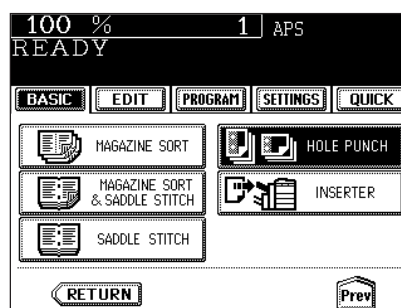 100 % 1 APS
READY
BASIC EDIT PROGRAM SETTINGS QUICK
MAGAZINE SORT HOLE PUNCH
MAGAZINE SORT
& SADDLE STITCH
INSERTER
SADDLE STITCH
RETURN Prev